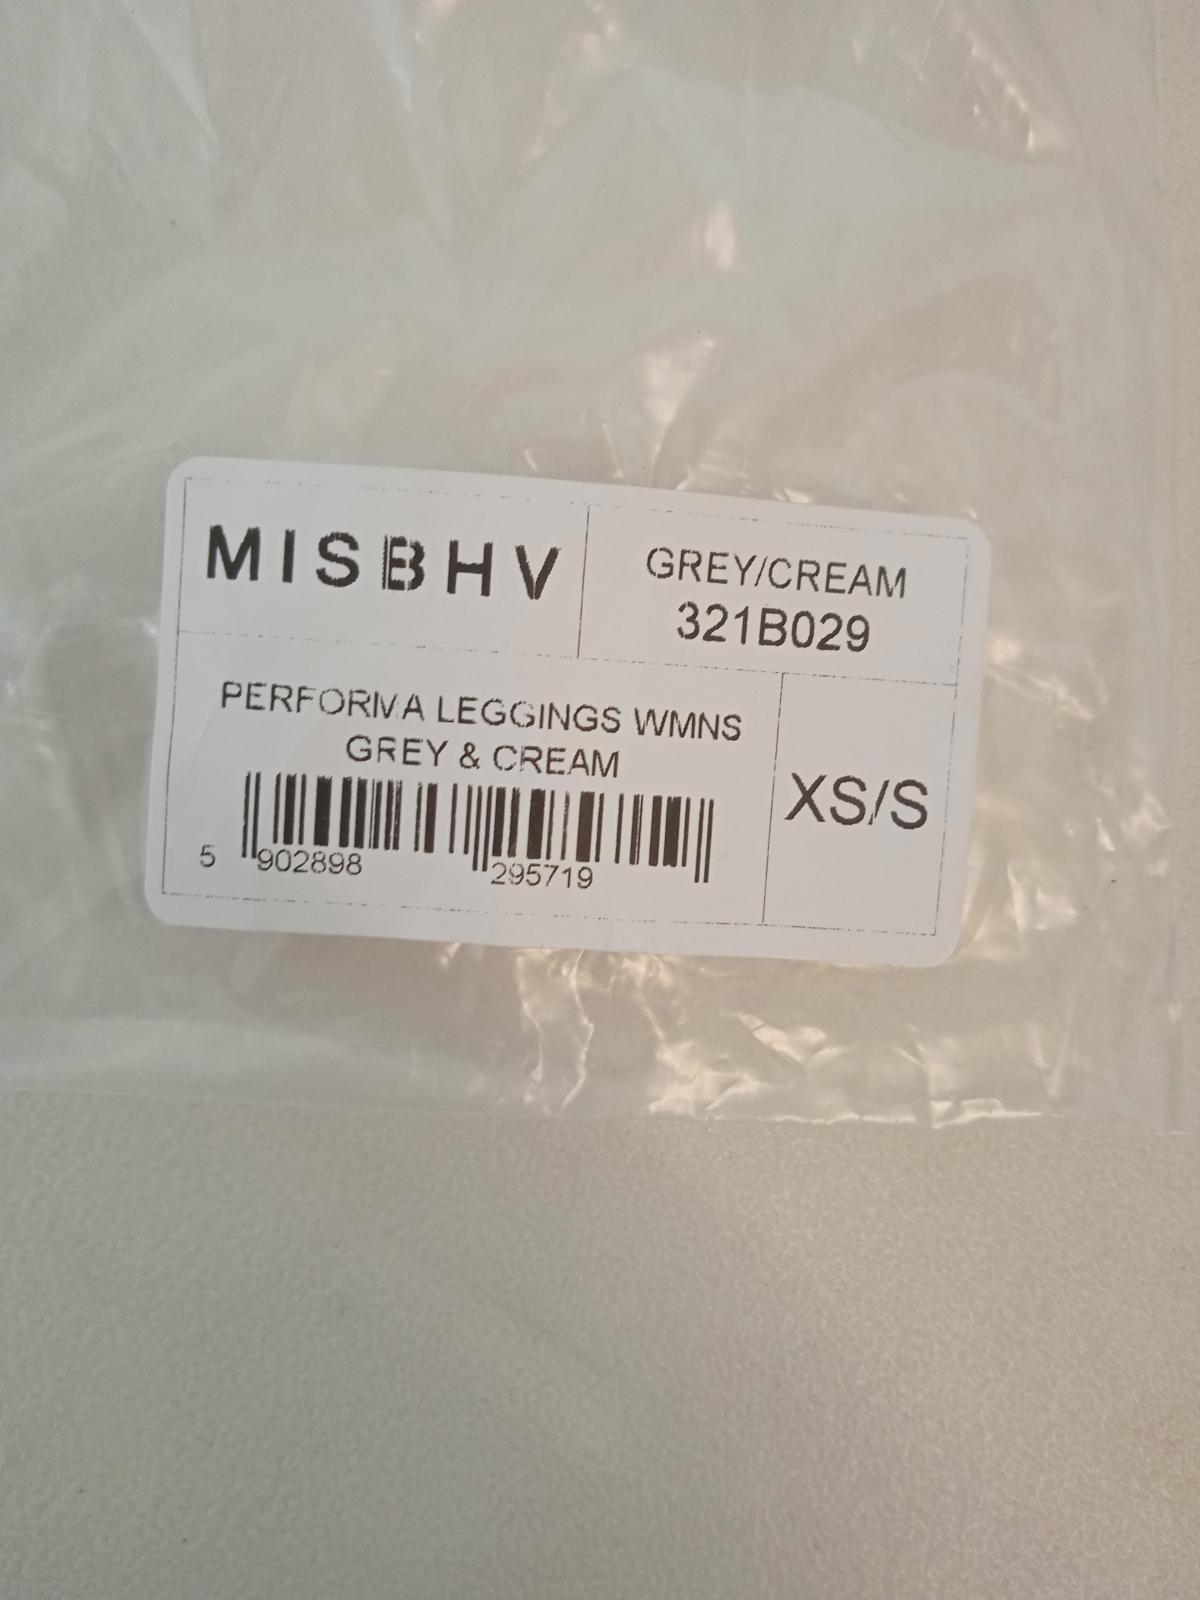 MISBHV
GREY/CREAM
321B029
PERFORMA LEGGINGS WMNS
GREY & CREAM
XS/S
5 902898 295719